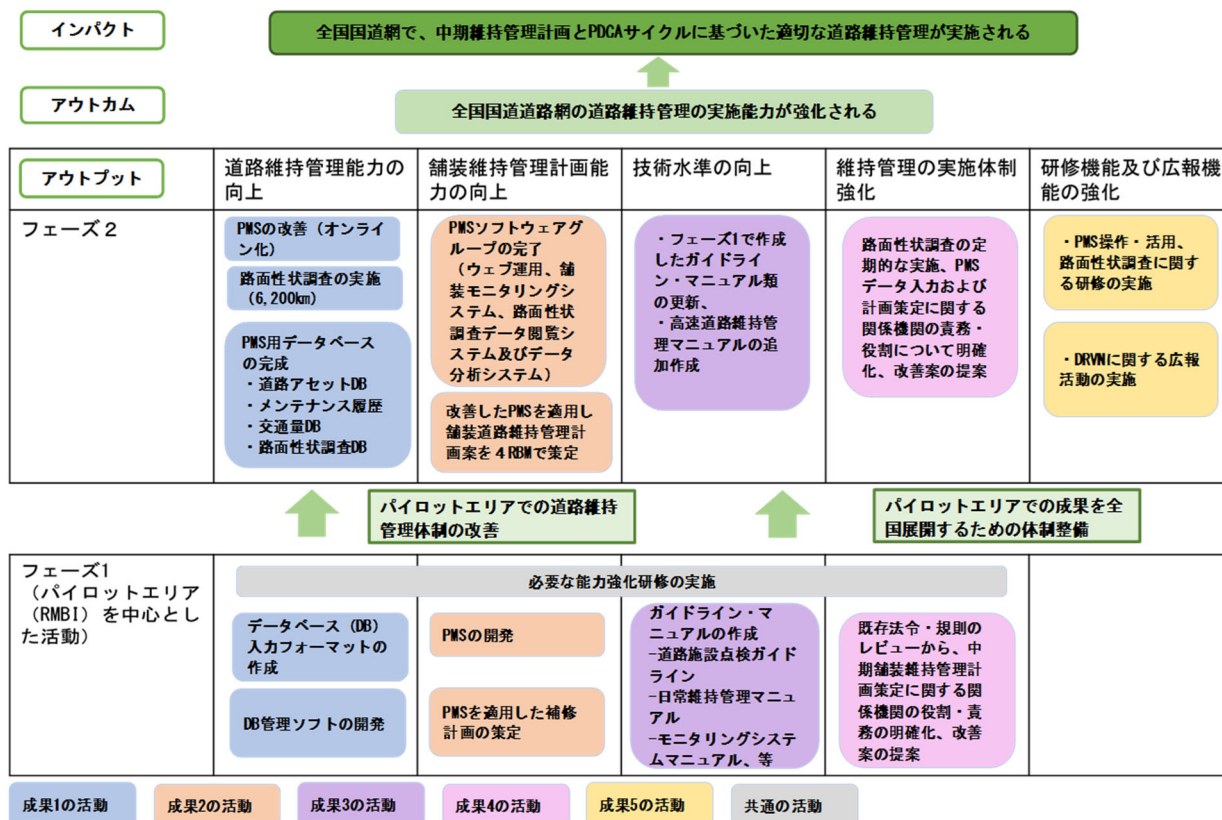 インパクト
全国国道網で、中期維持管理計画とPDCAサイクルに基づいた適切な道路維持管理が実施される
アウトカム
全国国道道路網の道路維持管理の実施能力が強化される
アウトプット
道路維持管理能力の
向上
舗装維持管理計画能
力の向上
技術水準の向上
維持管理の実施体制
強化
研修機能及び広報機
能の強化
フェーズ2
PMSの改善（オンライ
ン化）
路面性状調査の実施
（6,200km）
PMS用データベース
の完成
・道路アセットDB
・メンテナンス履歴
・交通量DB
・路面性状調査DB
PMSソフトウェアグ
ループの完了
（ウェブ運用、舗
装モニタリングシ
ステム、路面性状
調査データ閲覧シ
ステム及びデータ
分析システム）
改善したPMSを適用し
舗装道路維持管理計
画案を４RBMで策定
・フェーズ1で作成
したガイドライ
ン・マニュアル類
の更新、
・高速道路維持管
理マニュアルの追
加作成
路面性状調査の定
期的な実施、PMS
データ入力および
計画策定に関する
関係機関の責務・
役割について明確
化、改善案の提案
・PMS操作・活用、
路面性状調査に関す
る研修の実施
・DRVNに関する広報
活動の実施
パイロットエリアでの道路維持
管理体制の改善
パイロットエリアでの成果を全
国展開するための体制整備
フェーズ1
（パイロットエリア
（RMBI）を中心とし
た活動）
必要な能力強化研修の実施
データベース（DB）
入力フォーマットの
作成
DB管理ソフトの開発
PMSの開発
PMSを適用した補修
計画の策定
ガイドライン・マ
ニュアルの作成
-道路施設点検ガイド
ライン
-日常維持管理マニュ
アル
-モニタリングシステ
ムマニュアル、等
既存法令・規則の
レビューから、中
期舗装維持管理計
画策定に関する関
係機関の役割・責
務の明確化、改善
案の提案
成果1の活動
成果2の活動
成果3の活動
成果4の活動
成果5の活動
共通の活動